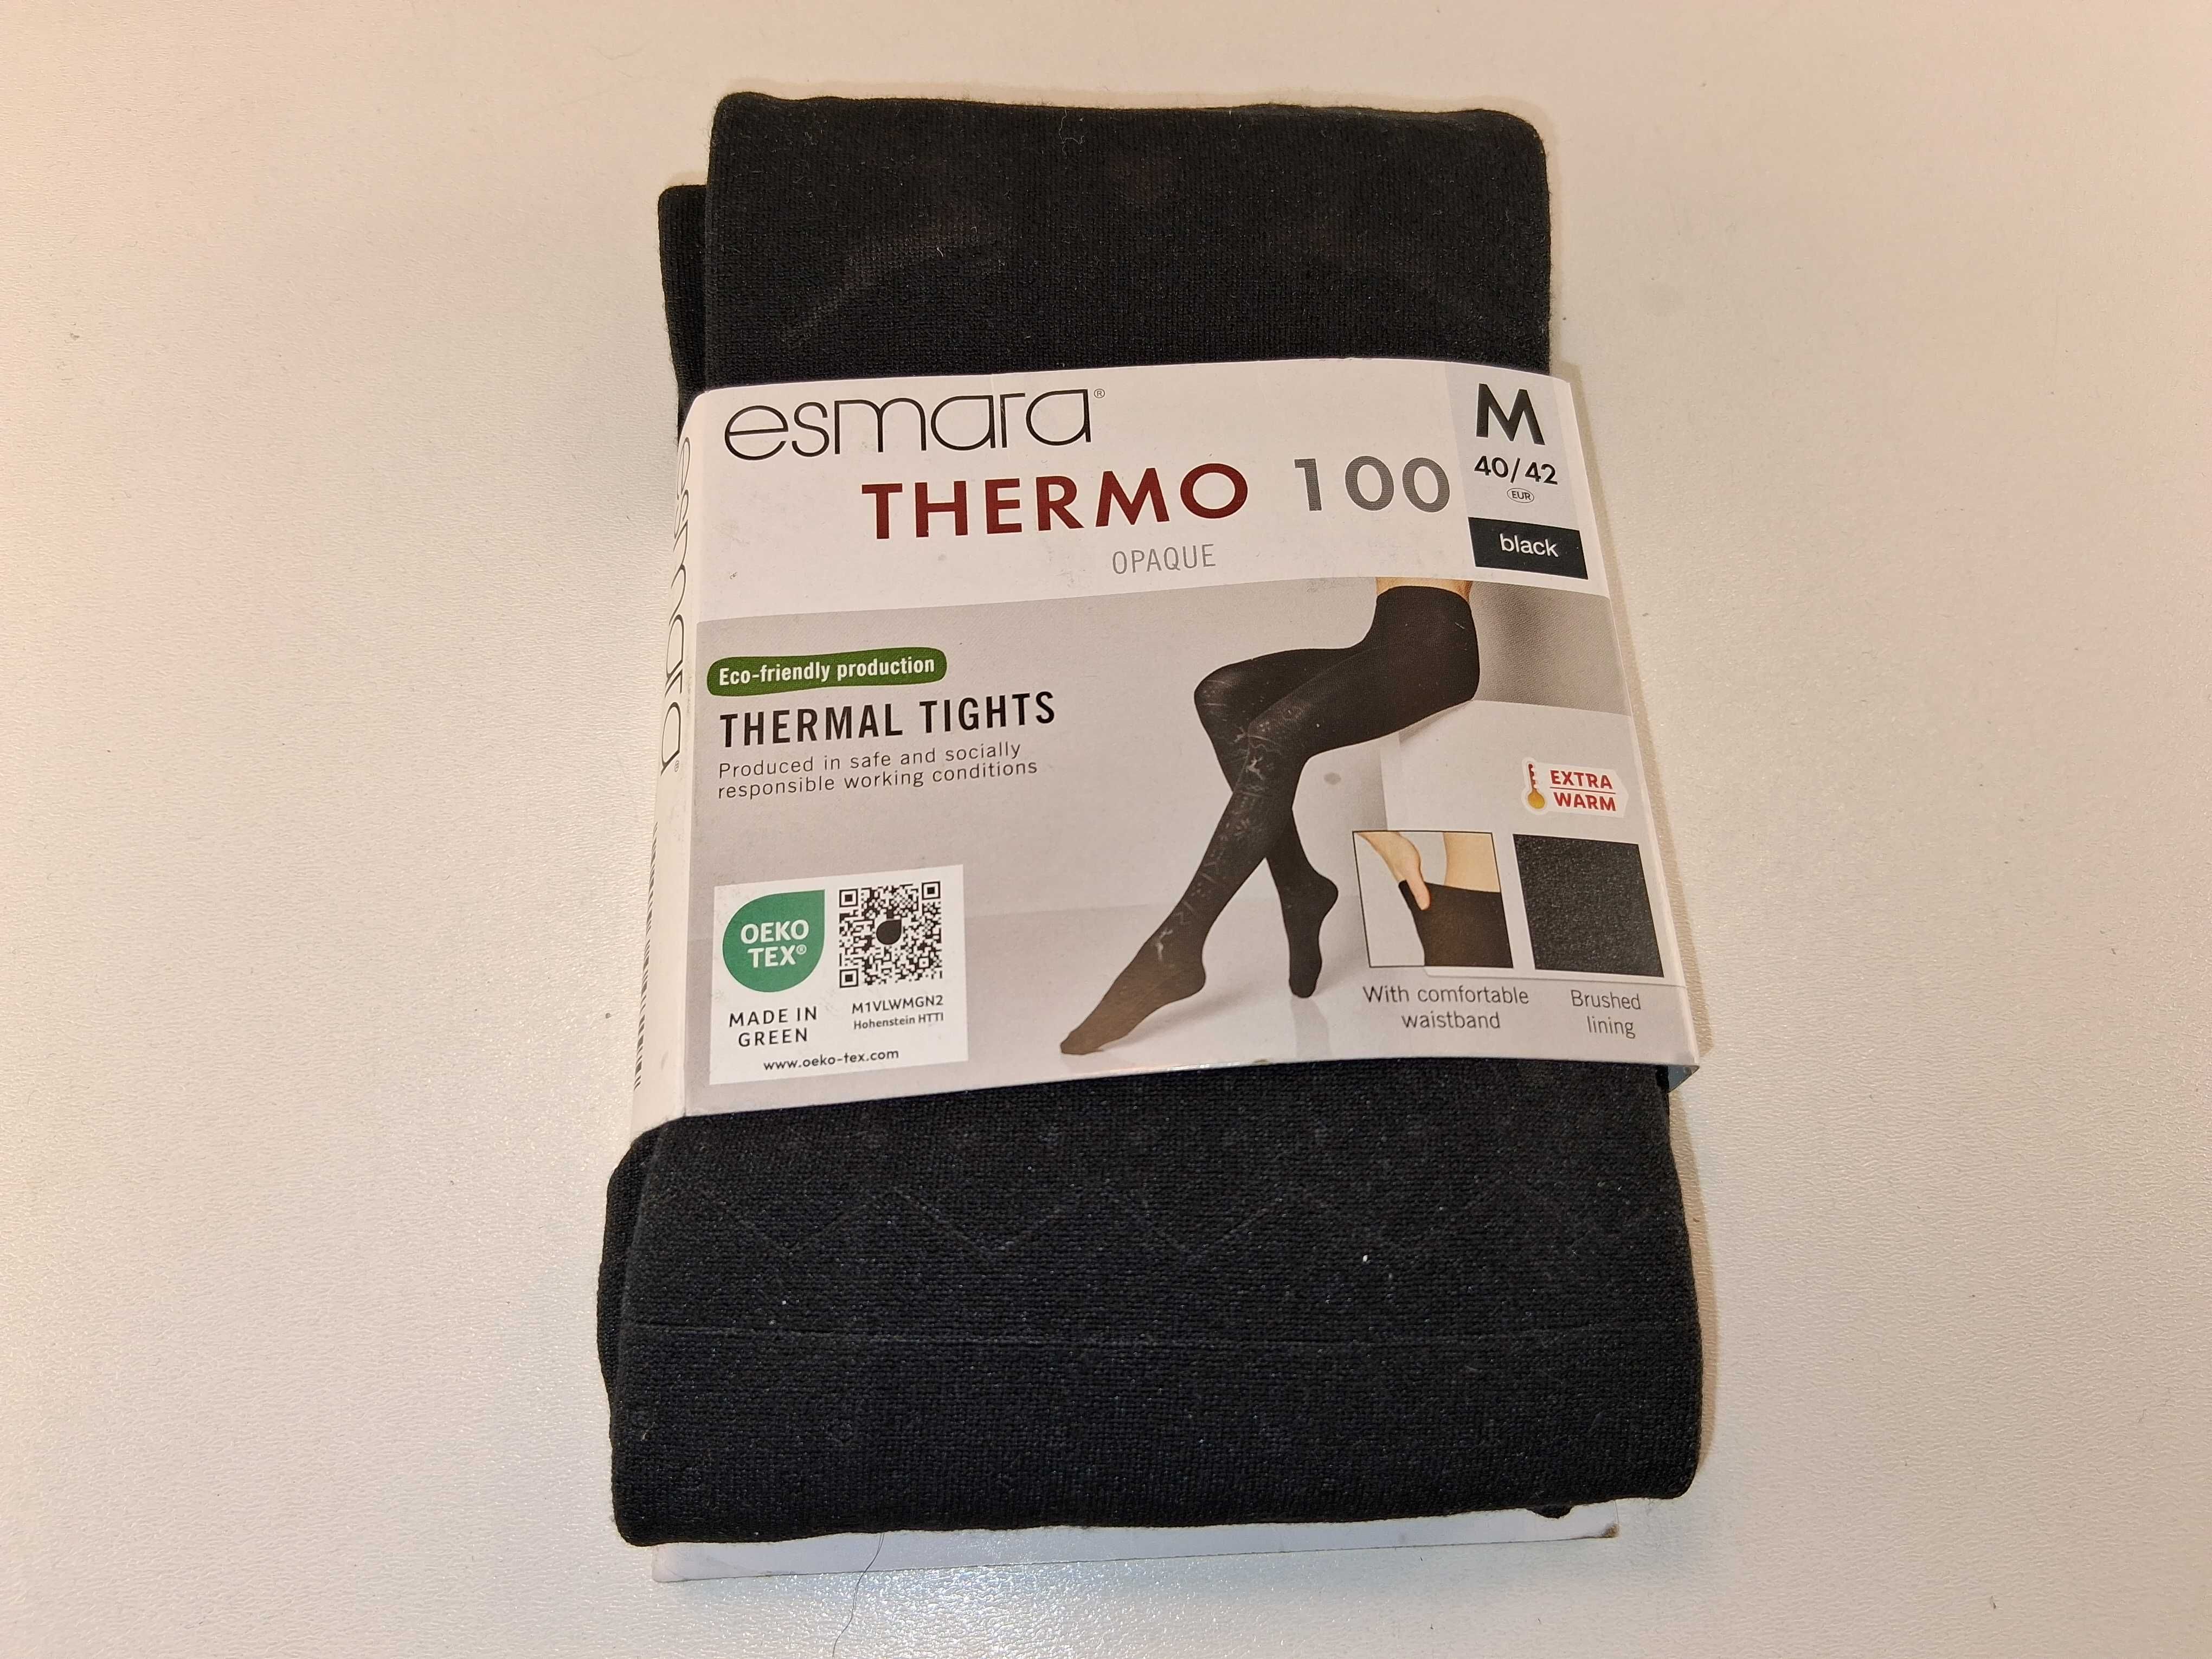 esmara®
THERMO 100
OPAQUE
M
40/42
EUR
black
Eco-friendly production
THERMAL TIGHTS
Produced in safe and socially
responsible working conditions
EXTRA
WARM
With comfortable
waistband
Brushed
lining
OEKO
TEX®
MADE IN
GREEN
M1VLWMGN2
Hohenstein HTTI
www.oeko-tex.com
esmara®